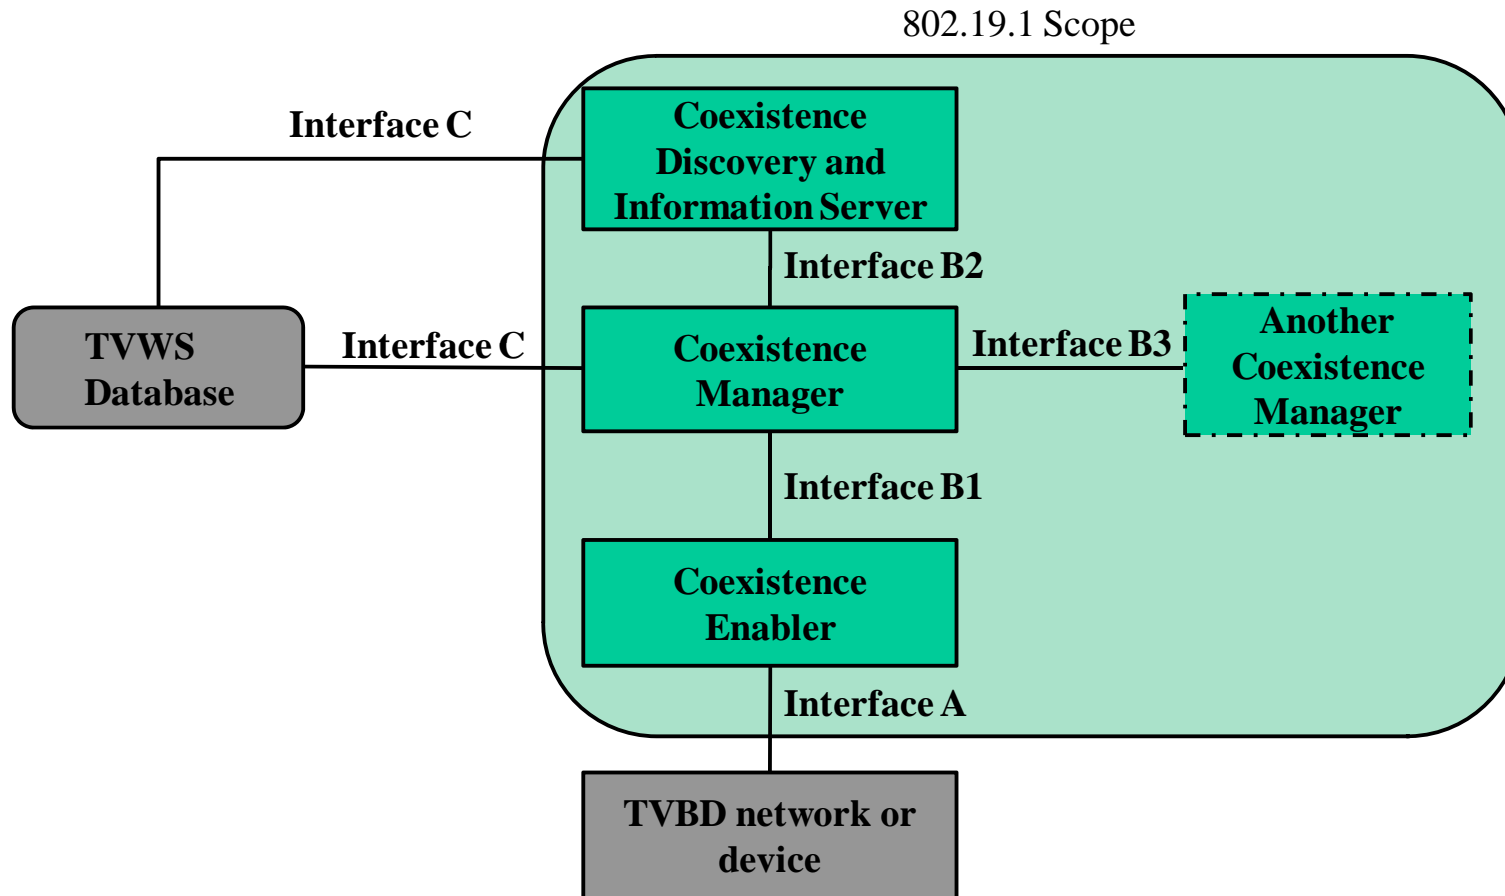 802.19.1 Scope
Interface C
Coexistence
Discovery and
Information Server
Interface B2
TVWS
Database
Interface C
Coexistence
Manager
Interface B3
Another
Coexistence
Manager
Interface B1
Coexistence
Enabler
Interface A
TVBD network or
device